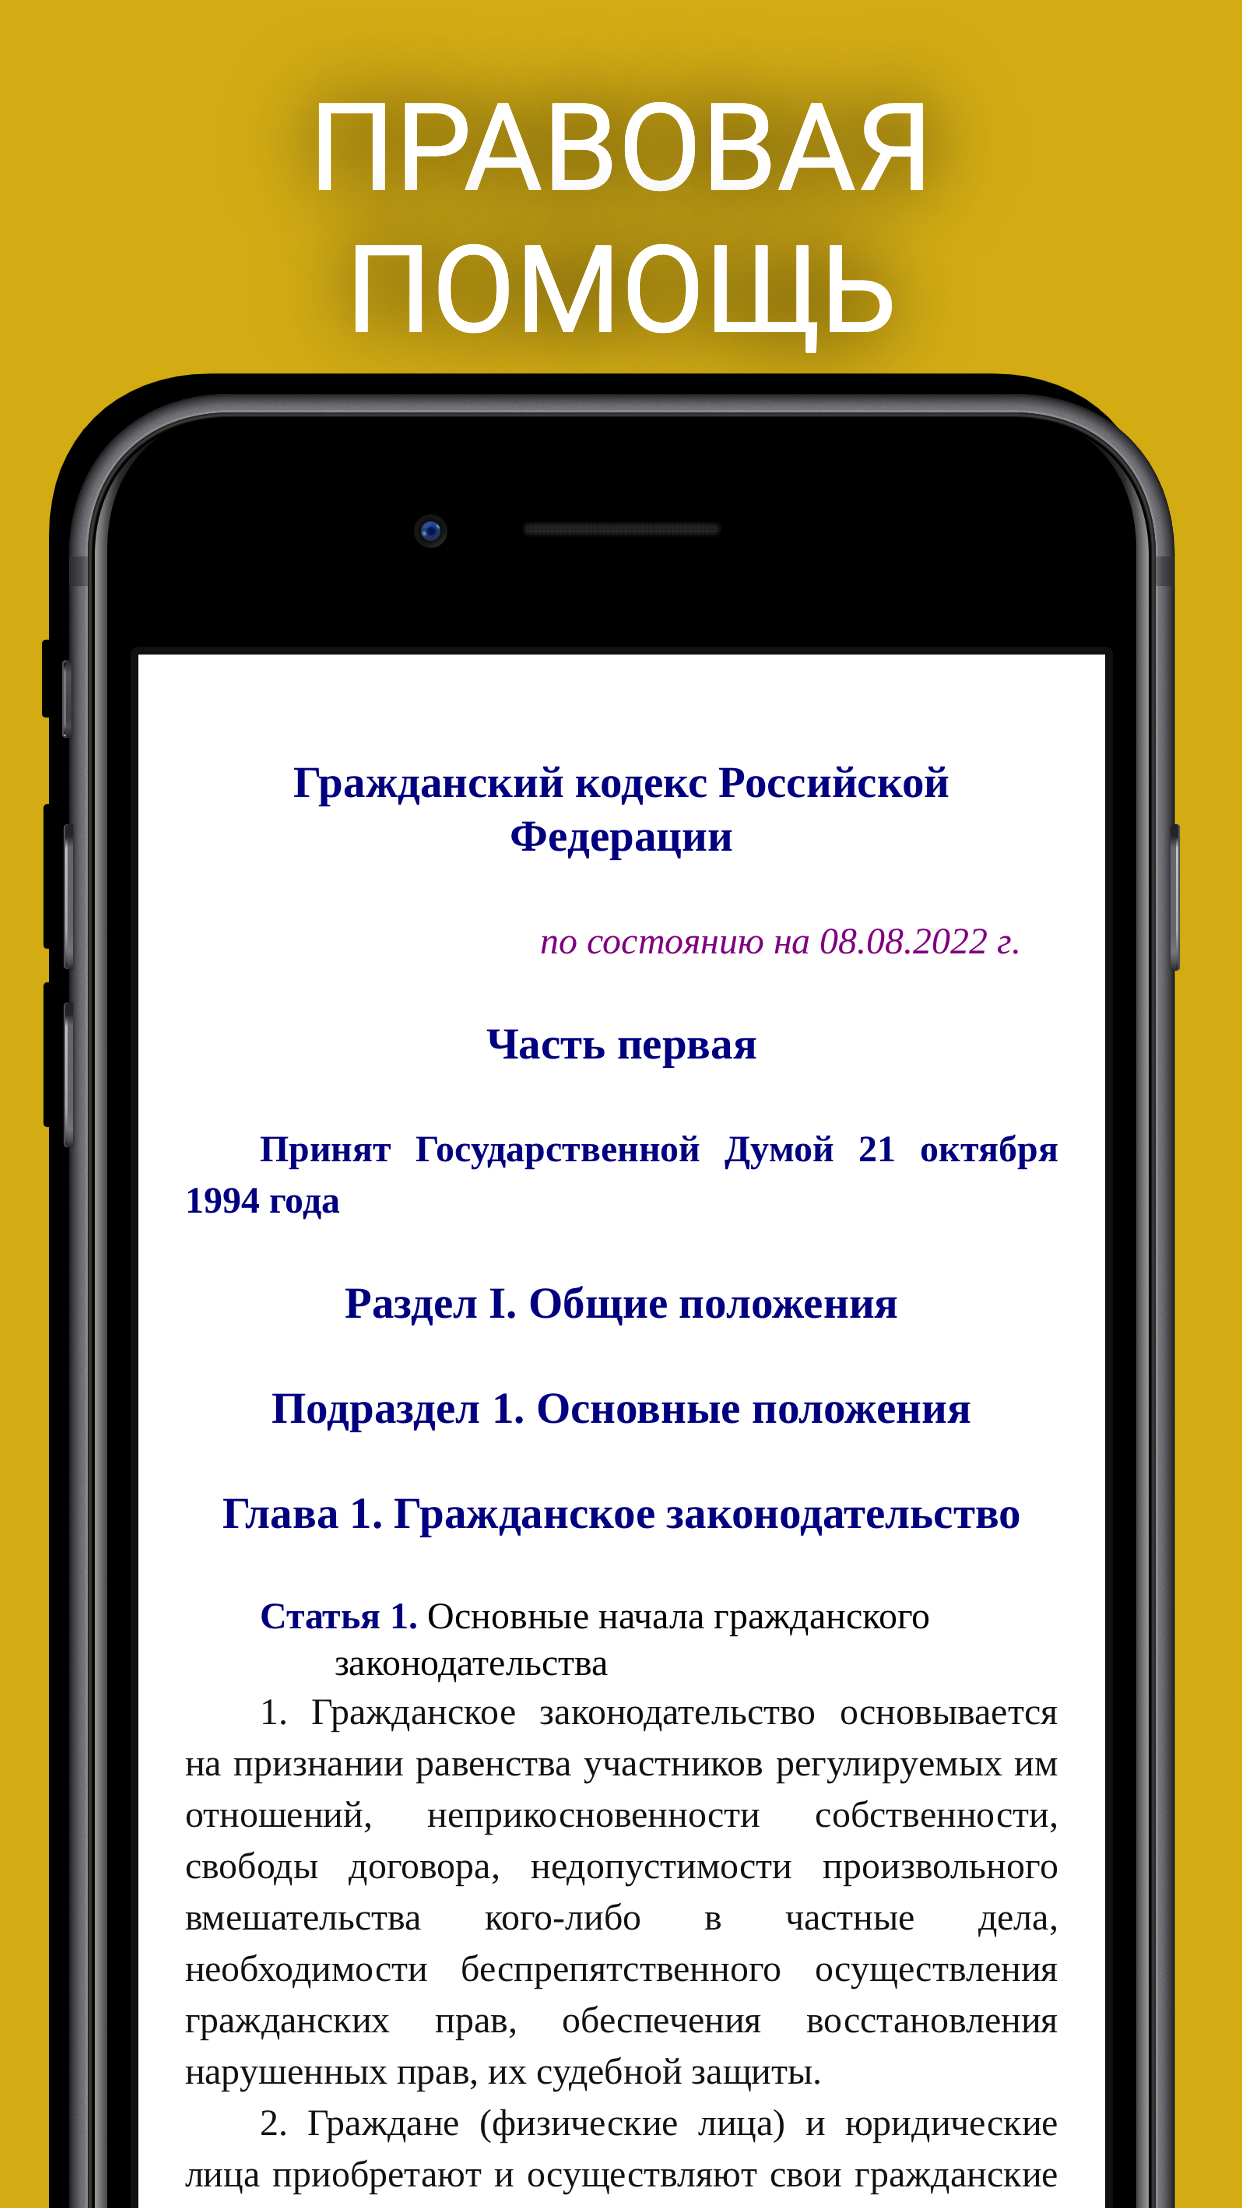 ПРАВОВАЯ
ПОМОЩЬ
Гражданский кодекс Российской
Федерации
по состоянию на 08.08.2022 г.
Часть первая
Принят Государственной Думой 21 октября
1994 года
Раздел I. Общие положения
Подраздел 1. Основные положения
Глава 1. Гражданское законодательство
Статья 1. Основные начала гражданского
законодательства
1. Гражданское законодательство основывается
на признании равенства участников регулируемых им
отношений, неприкосновенности собственности,
свободы договора, недопустимости произвольного
вмешательства кого-либо в частные дела,
необходимости беспрепятственного осуществления
гражданских прав, обеспечения восстановления
нарушенных прав, их судебной защиты.
2. Граждане (физические лица) и юридические
лица приобретают и осуществляют свои гражданские